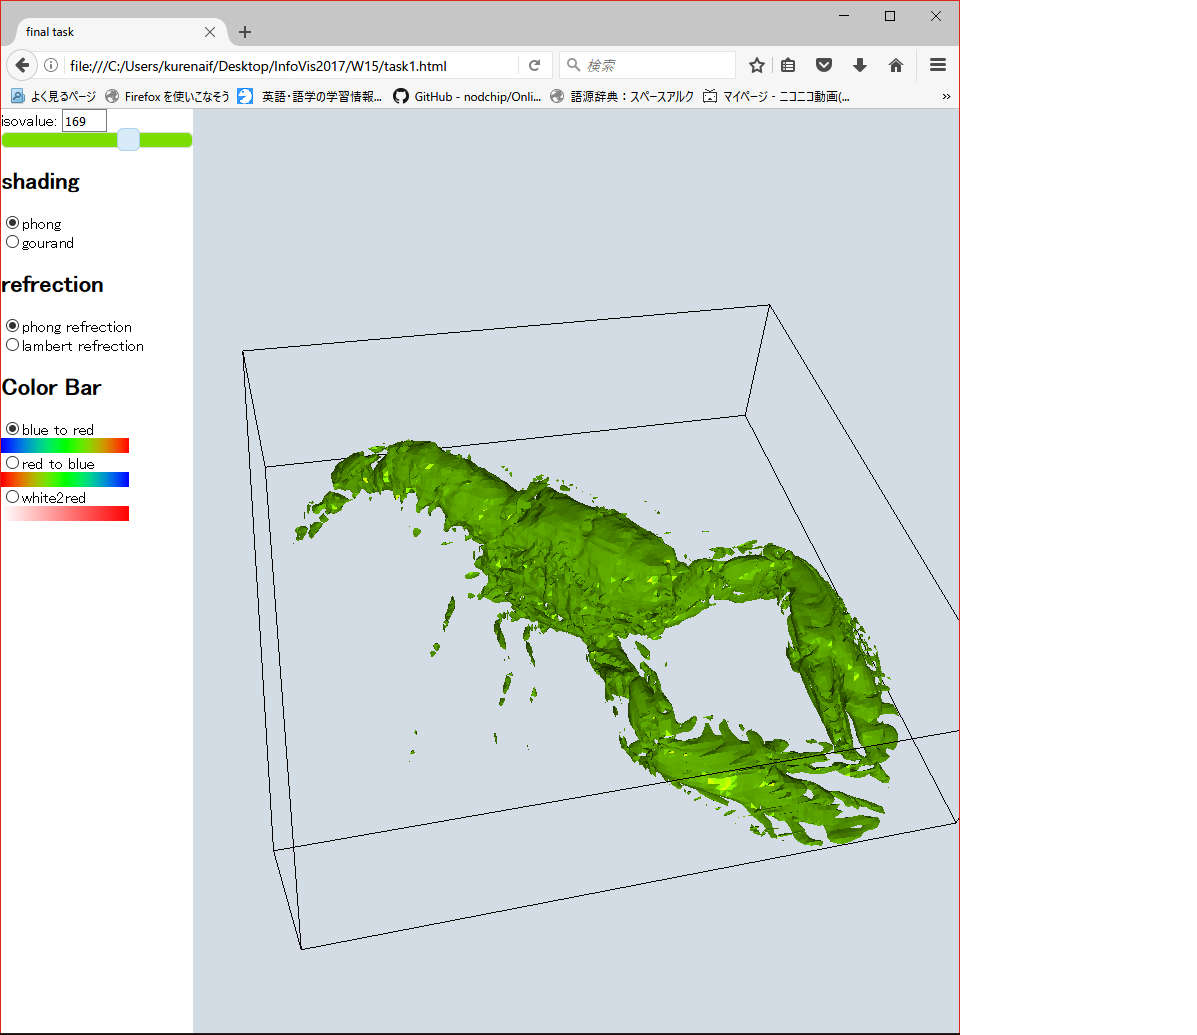 final task
file:///C:/Users/kurenaif/Desktop/InfoVis2017/W15/task1.html
検索
よく見るページ Firefox を使いこなそう 英語・語学の学習情報... GitHub - nodchip/Onli... 語源辞典：スペースアルク マイページ - ニコニコ動画(...
isovalue: 169
shading
phong
gourand
refrection
phong refrection
lambert refrection
Color Bar
blue to red
red to blue
white2red